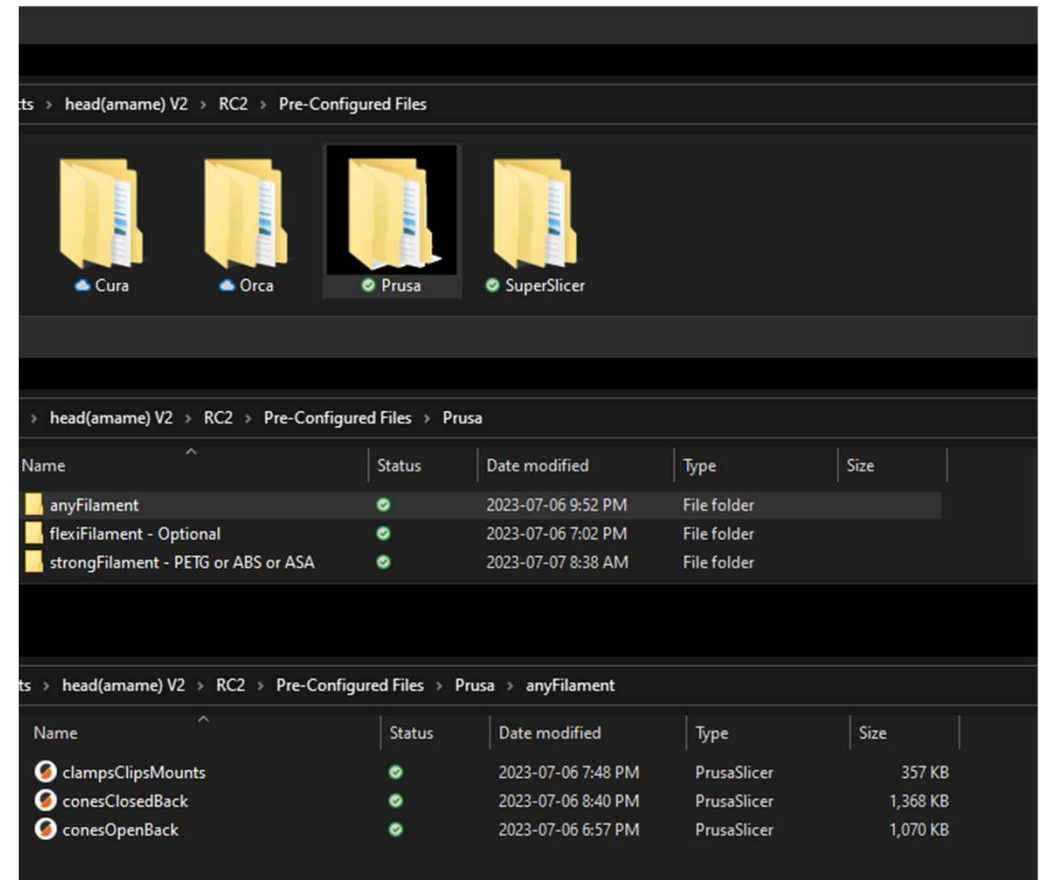 ts > head(amame) V2 > RC2 > Pre-Configured Files
Cura Orca Prusa SuperSlicer
> head(amame) V2 > RC2 > Pre-Configured Files > Prusa
Name Status Date modified Type Size
anyFilament 2023-07-06 9:52 PM File folder
flexiFilament - Optional 2023-07-06 7:02 PM File folder
strongFilament - PETG or ABS or ASA 2023-07-07 8:38 AM File folder
ts > head(amame) V2 > RC2 > Pre-Configured Files > Prusa > anyFilament
Name Status Date modified Type Size
clampsClipsMounts 2023-07-06 7:48 PM PrusaSlicer 357 KB
conesClosedBack 2023-07-06 8:40 PM PrusaSlicer 1,368 KB
conesOpenBack 2023-07-06 6:57 PM PrusaSlicer 1,070 KB